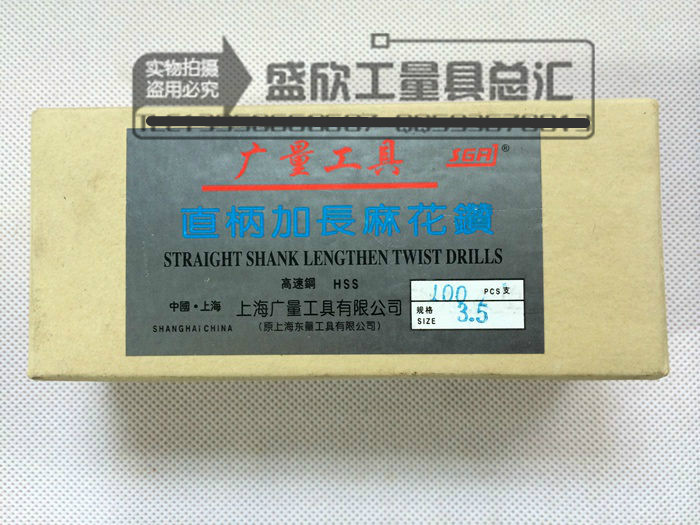 实物拍摄
盗用必究
盛欣工量具总汇
广量工具
SGAI®
直柄加長麻花鑽
STRAIGHT SHANK LENGTHEN TWIST DRILLS
高速鋼 HSS
中國·上海
SHANGHAI CHINA
上海广量工具有限公司
(原上海东量工具有限公司)
100 PCS支
规格 SIZE 3.5